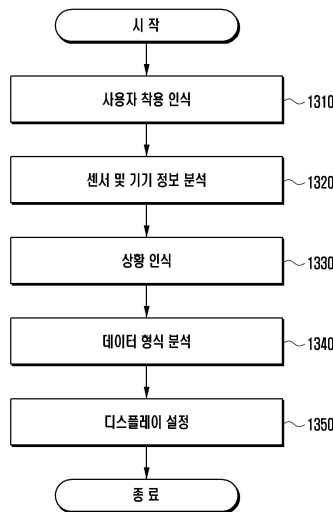 시 작
사용자 착용 인식
1310
센서 및 기기 정보 분석
1320
상황 인식
1330
데이터 형식 분석
1340
디스플레이 설정
1350
종 료